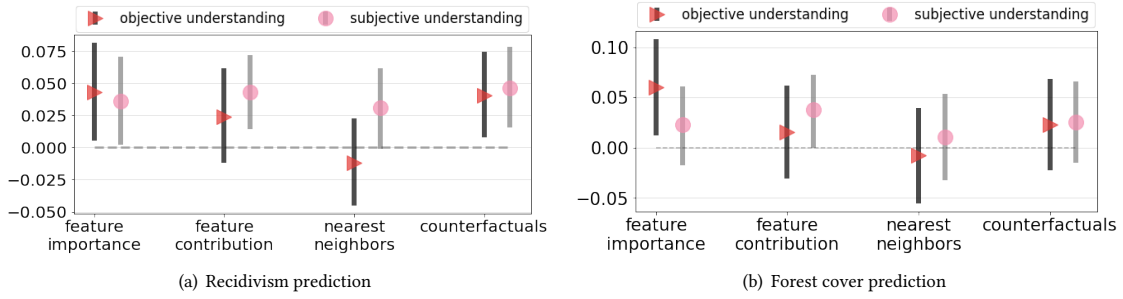 objective understanding subjective understanding
0.075
0.050
0.025
0.000
−0.025
−0.050
feature importance
feature contribution
nearest neighbors
counterfactuals
(a) Recidivism prediction
objective understanding subjective understanding
0.10
0.05
0.00
−0.05
feature importance
feature contribution
nearest neighbors
counterfactuals
(b) Forest cover prediction